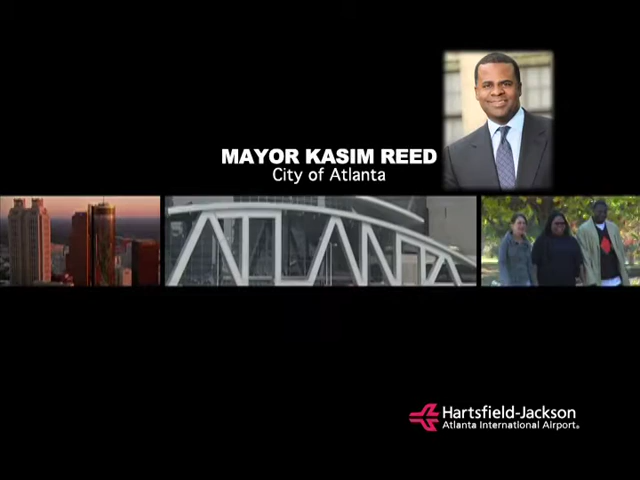 MAYOR KASIM REED
City of Atlanta
ATLANTA
Hartsfield-Jackson
Atlanta International Airport®